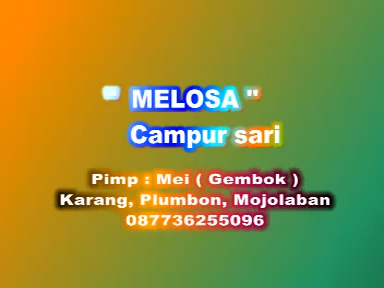 " MELOSA "
Campur sari
Pimp : Mei ( Gembok )
Karang, Plumbon, Mojolaban
087736255096